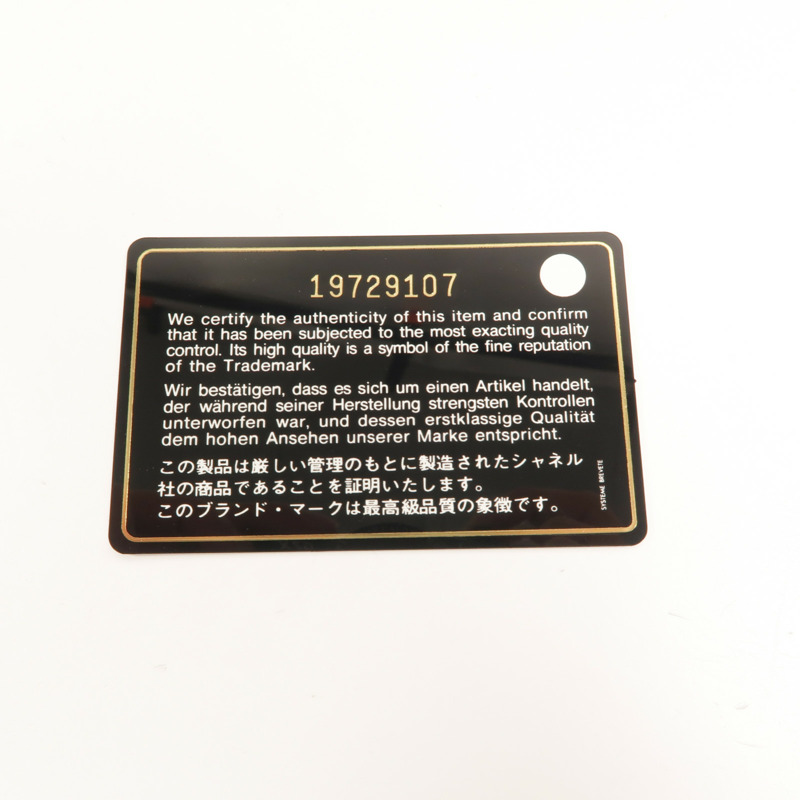 19729107
We certify the authenticity of this item and confirm
that it has been subjected to the most exacting quality
control. Its high quality is a symbol of the fine reputation
of the Trademark.
Wir bestätigen, dass es sich um einen Artikel handelt,
der während seiner Herstellung strengsten Kontrollen
unterworfen war, und dessen erstklassige Qualität
dem hohen Ansehen unserer Marke entspricht.
この製品は厳しい管理のもとに製造されたシャネル
社の商品であることを証明いたします。
このブランド・マークは最高級品質の象徴です。
SYSTEME BREVETE